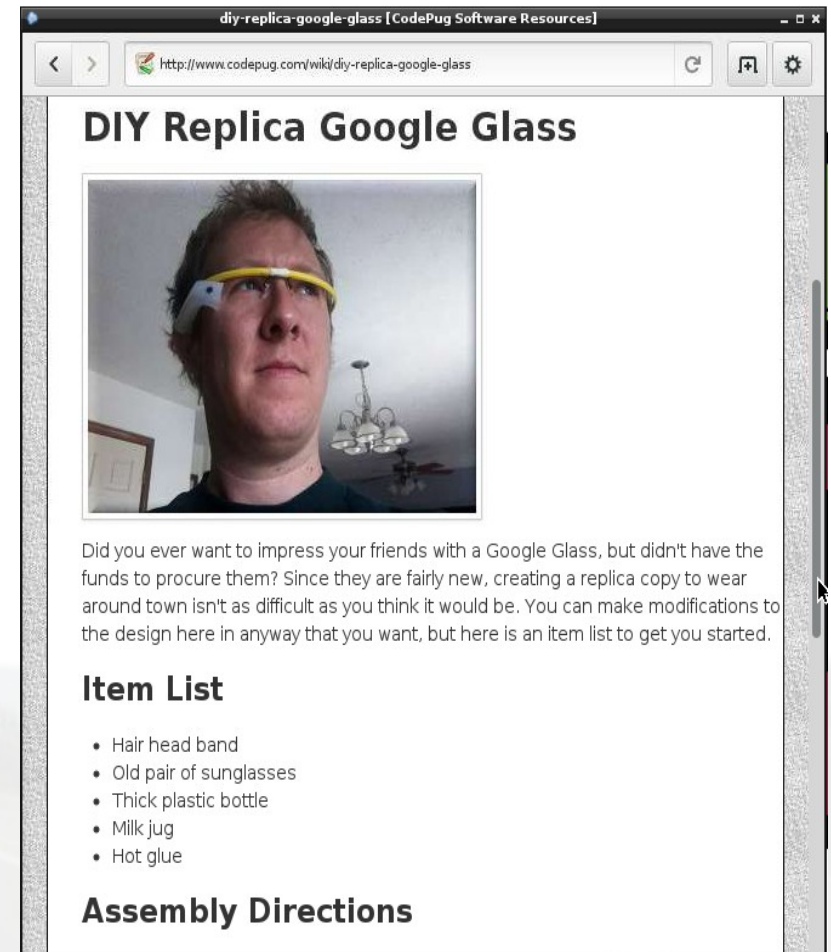 diy-replica-google-glass [CodePug Software Resources]
http://www.codepug.com/wiki/diy-replica-google-glass
DIY Replica Google Glass
Did you ever want to impress your friends with a Google Glass, but didn't have the
funds to procure them? Since they are fairly new, creating a replica copy to wear
around town isn't as difficult as you think it would be. You can make modifications to
the design here in anyway that you want, but here is an item list to get you started.
Item List
• Hair head band
• Old pair of sunglasses
• Thick plastic bottle
• Milk jug
• Hot glue
Assembly Directions